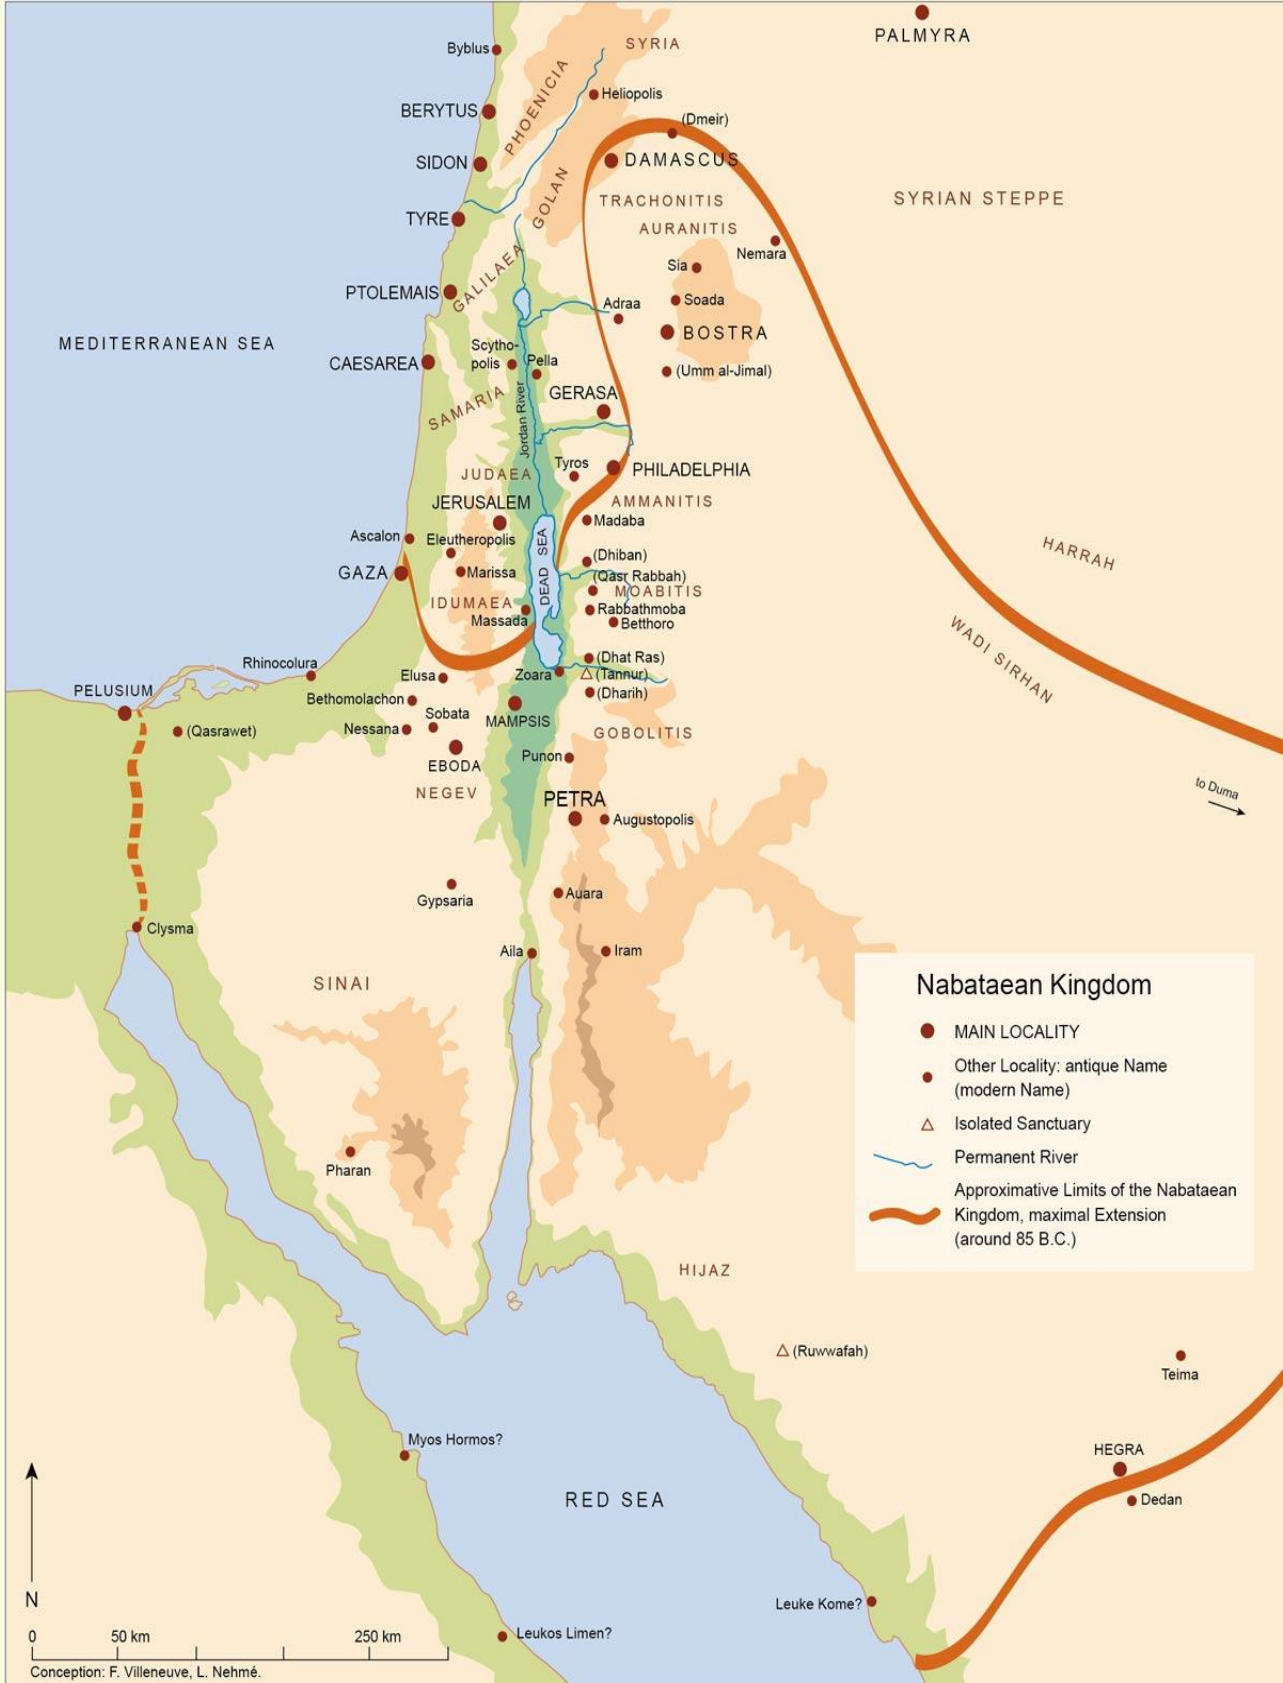 PALMYRA
SYRIA
Byblus
PHOENICIA
Heliopolis
BERYTUS
(Dmeir)
SIDON
DAMASCUS
GOLAN
TRACHONITIS
SYRIAN STEPPE
TYRE
AURANITIS
Nemara
GALILAEA
Sia
PTOLEMAIS
Adraa
Soada
BOSTRA
MEDITERRANEAN SEA
Scytho-
polis
Pella
CAESAREA
(Umm al-Jimal)
GERASA
SAMARIA
Jordan River
Tyros
PHILADELPHIA
JUDAEA
JERUSALEM
AMMANITIS
Madaba
Ascalon
Eleutheropolis
DEAD SEA
HARRAH
(Dhiban)
GAZA
Marissa
(Qasr Rabbah)
MOABITIS
IDUMAEA
Massada
Rabbathmoba
Betthoro
WADI SIRHAN
Rhinocolura
(Dhat Ras)
Elusa
Zoara
(Tannur)
PELUSIUM
Bethomolachon
(Dharih)
Sobata
MAMPSIS
(Qasrawet)
Nessana
GOBOLITIS
EBODA
Punon
NEGEV
to Duma
PETRA
Augustopolis
Gypsaria
Auara
Clysma
Aila
Iram
SINAI
Pharan
Nabataean Kingdom
MAIN LOCALITY
Other Locality: antique Name
(modern Name)
Isolated Sanctuary
Permanent River
Approximative Limits of the Nabataean
Kingdom, maximal Extension
(around 85 B.C.)
HIJAZ
(Ruwwafah)
Teima
Myos Hormos?
HEGRA
RED SEA
Dedan
Leuke Kome?
Leukos Limen?
N
0 50 km 250 km
Conception: F. Villeneuve, L. Nehmé.